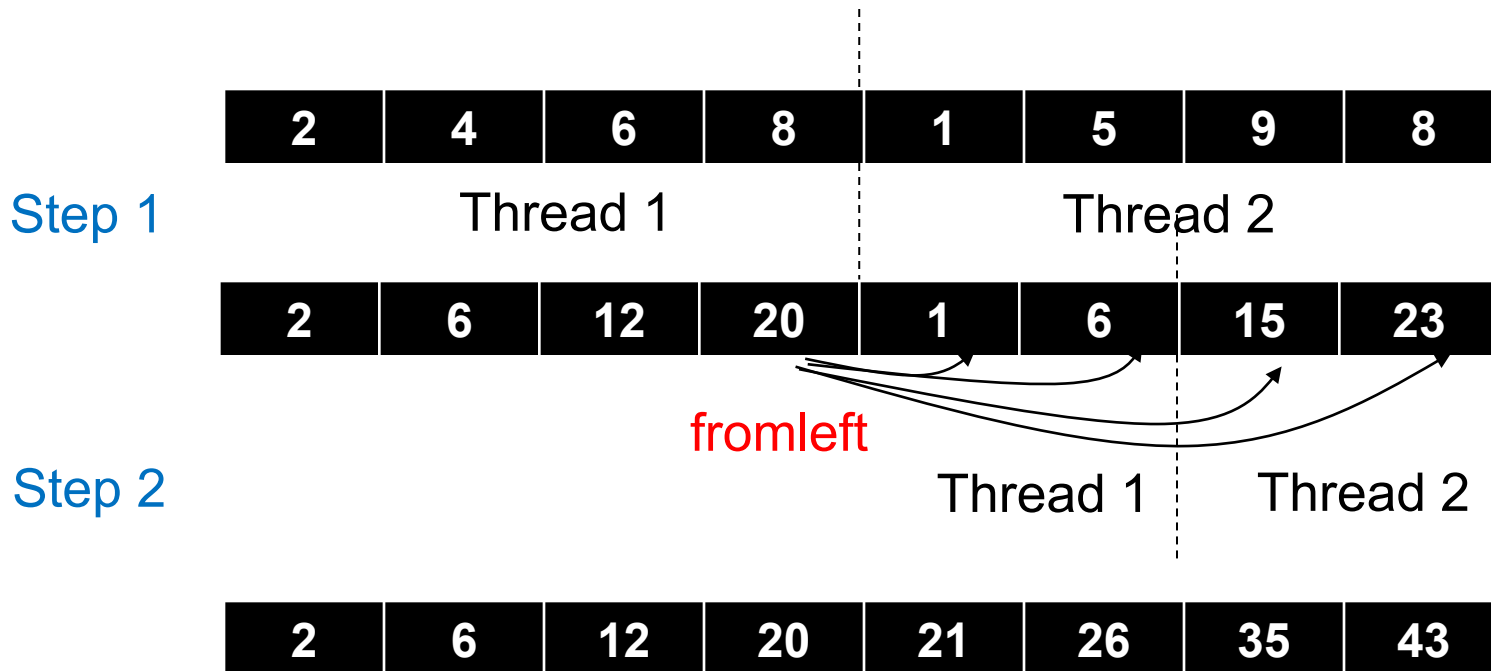 2 4 6 8 1 5 9 8
Step 1 Thread 1 Thread 2
2 6 12 20 1 6 15 23
fromleft
Step 2 Thread 1 Thread 2
2 6 12 20 21 26 35 43